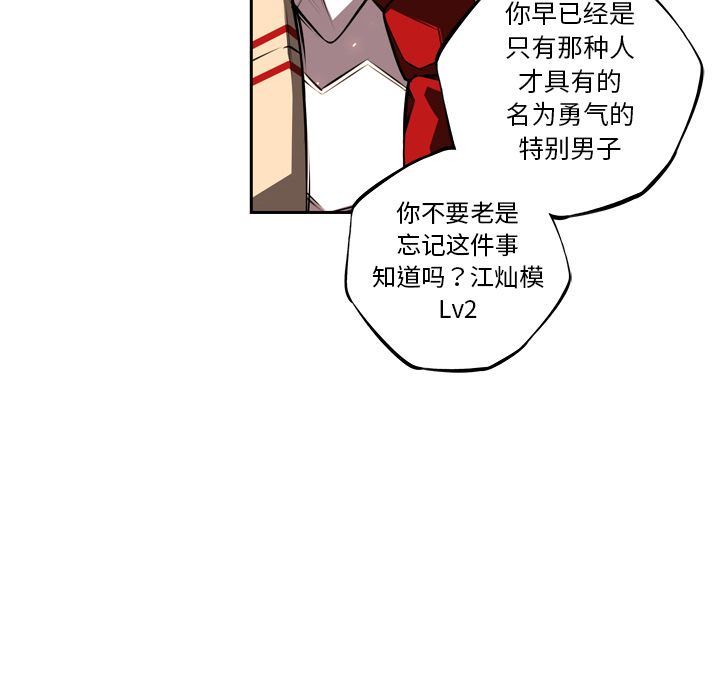 你早已经是
只有那种人
才具有的
名为勇气的
特别男子
你不要老是
忘记这件事
知道吗？江灿模
Lv2